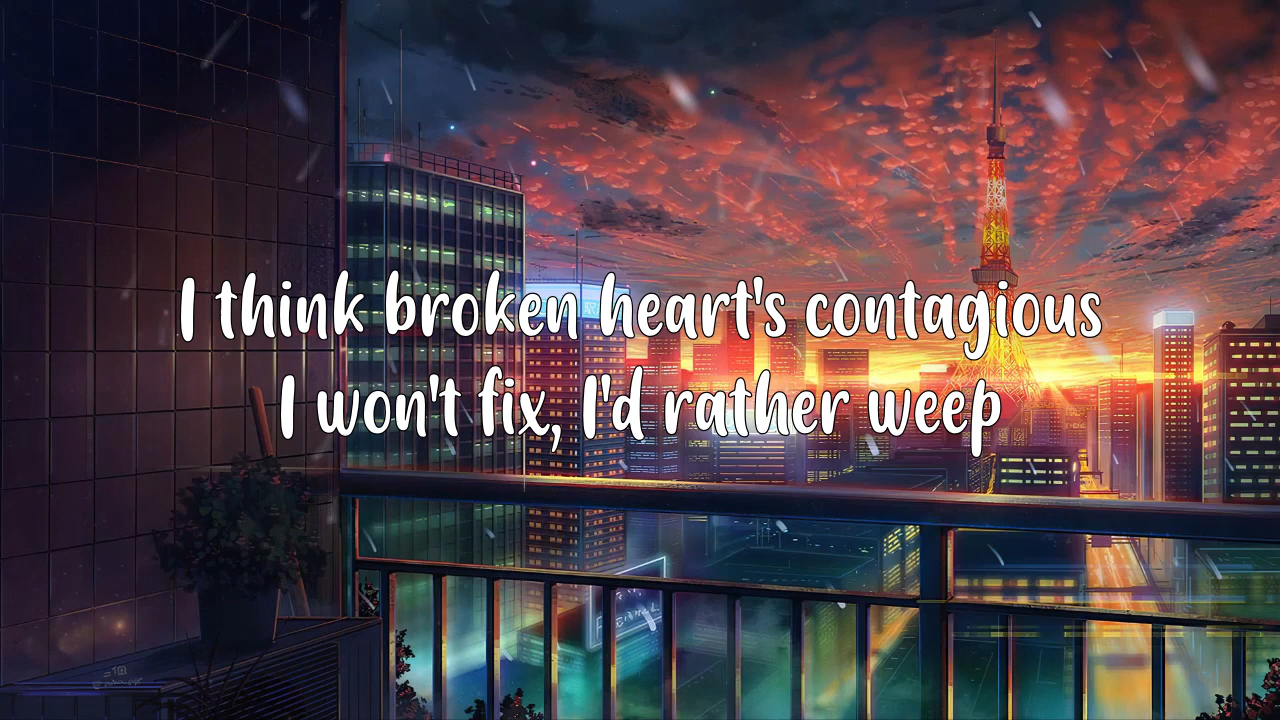 I think broken heart's contagious
I won't fix, I'd rather weep